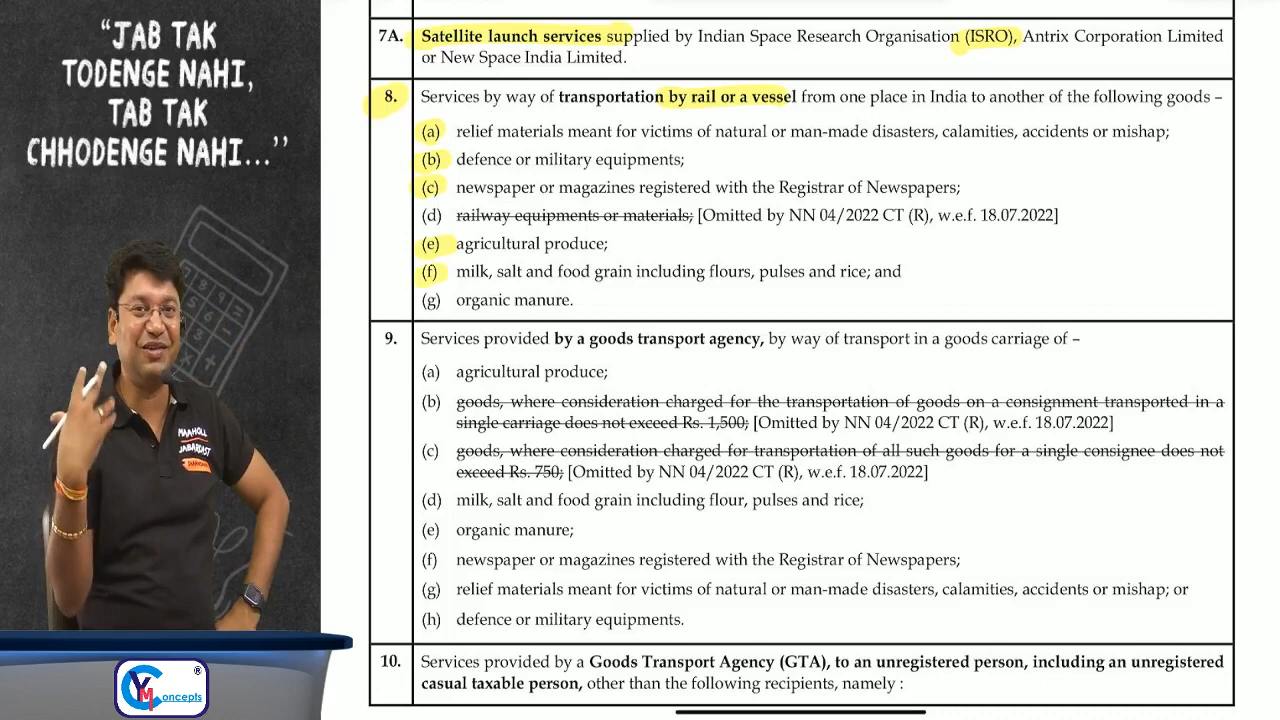 “JAB TAK
TODENGE NAHI,
TAB TAK
CHHODENGE NAHI...’’
MAAHOLL
JABARDAST
CYM Concepts ®
7A. Satellite launch services supplied by Indian Space Research Organisation (ISRO), Antrix Corporation Limited
or New Space India Limited.
8. Services by way of transportation by rail or a vessel from one place in India to another of the following goods –
(a) relief materials meant for victims of natural or man-made disasters, calamities, accidents or mishap;
(b) defence or military equipments;
(c) newspaper or magazines registered with the Registrar of Newspapers;
(d) railway equipments or materials; [Omitted by NN 04/2022 CT (R), w.e.f. 18.07.2022]
(e) agricultural produce;
(f) milk, salt and food grain including flours, pulses and rice; and
(g) organic manure.
9. Services provided by a goods transport agency, by way of transport in a goods carriage of –
(a) agricultural produce;
(b) goods, where consideration charged for the transportation of goods on a consignment transported in a
single carriage does not exceed Rs. 1,500; [Omitted by NN 04/2022 CT (R), w.e.f. 18.07.2022]
(c) goods, where consideration charged for transportation of all such goods for a single consignee does not
exceed Rs. 750; [Omitted by NN 04/2022 CT (R), w.e.f. 18.07.2022]
(d) milk, salt and food grain including flour, pulses and rice;
(e) organic manure;
(f) newspaper or magazines registered with the Registrar of Newspapers;
(g) relief materials meant for victims of natural or man-made disasters, calamities, accidents or mishap; or
(h) defence or military equipments.
10. Services provided by a Goods Transport Agency (GTA), to an unregistered person, including an unregistered
casual taxable person, other than the following recipients, namely :